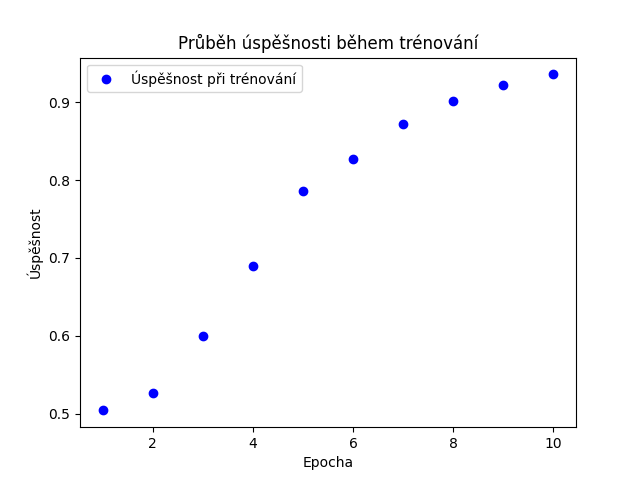 Průběh úspěšnosti během trénování
Úspěšnost při trénování
Úspěšnost
0.9
0.8
0.7
0.6
0.5
2 4 6 8 10
Epocha